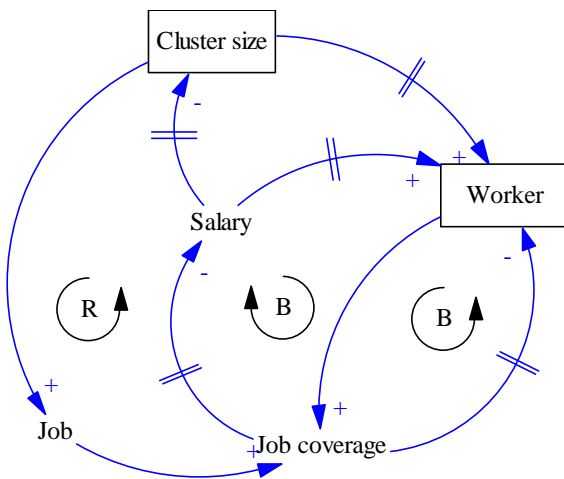 Cluster size
-
+
+
Worker
Salary
-
-
R
B
B
+
+
Job
+
Job coverage